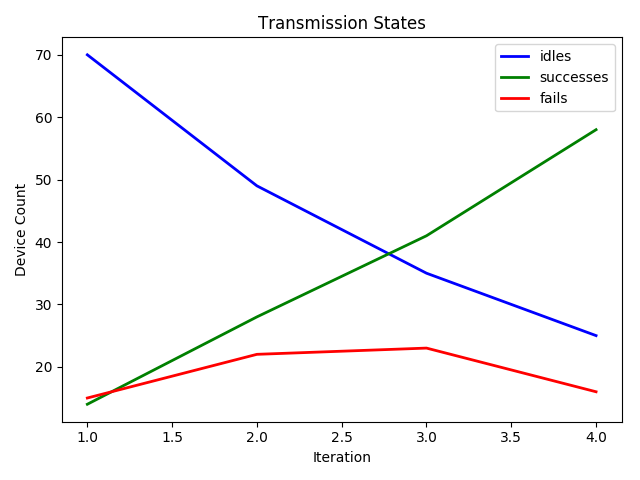 Transmission States
idles
successes
fails
Device Count
70
60
50
40
30
20
1.0 1.5 2.0 2.5 3.0 3.5 4.0
Iteration